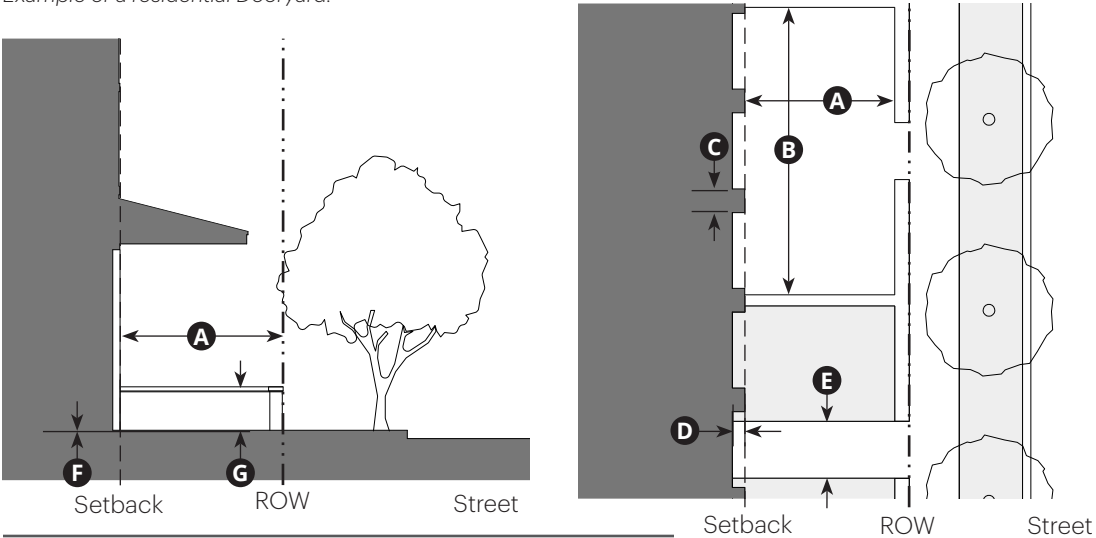 Example of a residential Dooryard.
A
F
G
Setback
ROW
Street
A
B
C
D
E
Setback
ROW
Street